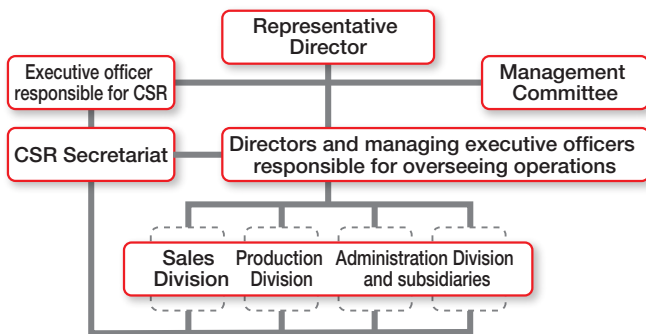 Representative
Director
Executive officer
responsible for CSR
Management
Committee
CSR Secretariat
Directors and managing executive officers
responsible for overseeing operations
Sales
Division
Production
Division
Administration Division
and subsidiaries